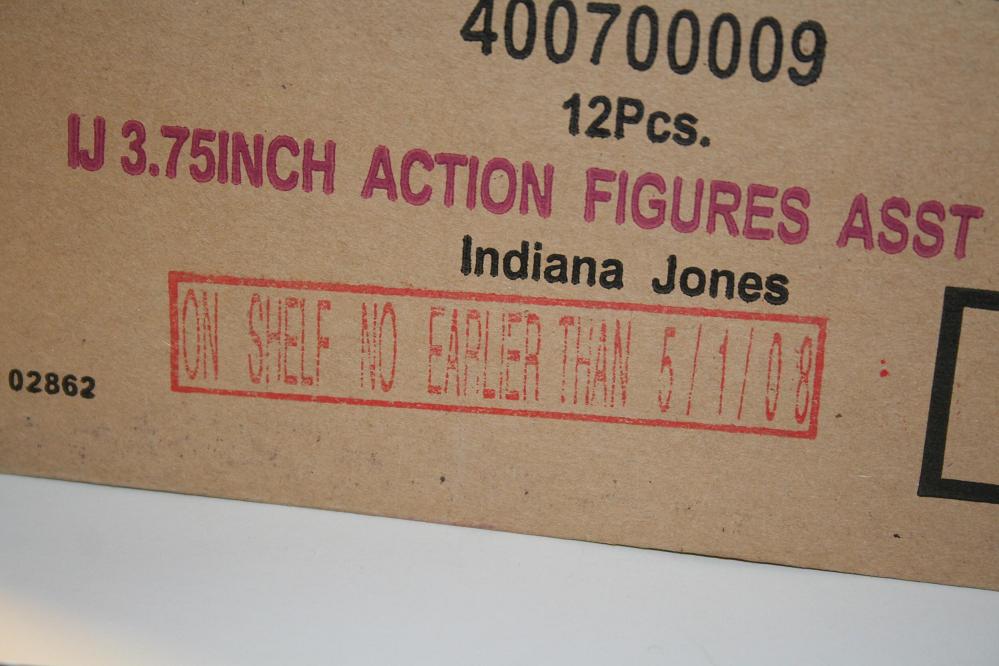 400700009
12Pcs.
IJ 3.75INCH ACTION FIGURES ASST
Indiana Jones
ON SHELF NO EARLIER THAN 5/1/08
02862